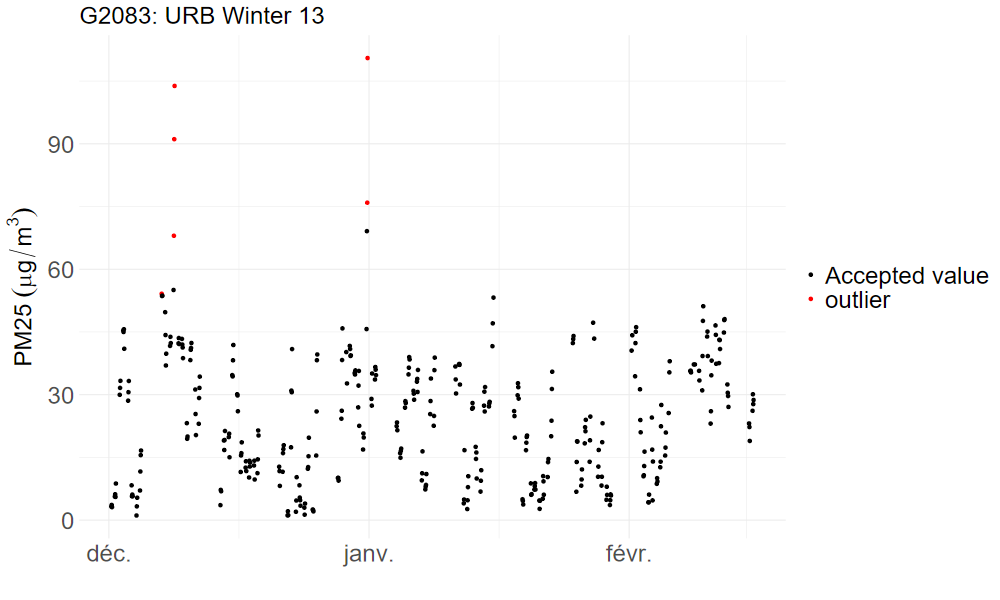 G2083: URB Winter 13
PM25 (μg/m³)
90
60
30
0
déc.
janv.
févr.
Accepted value
outlier